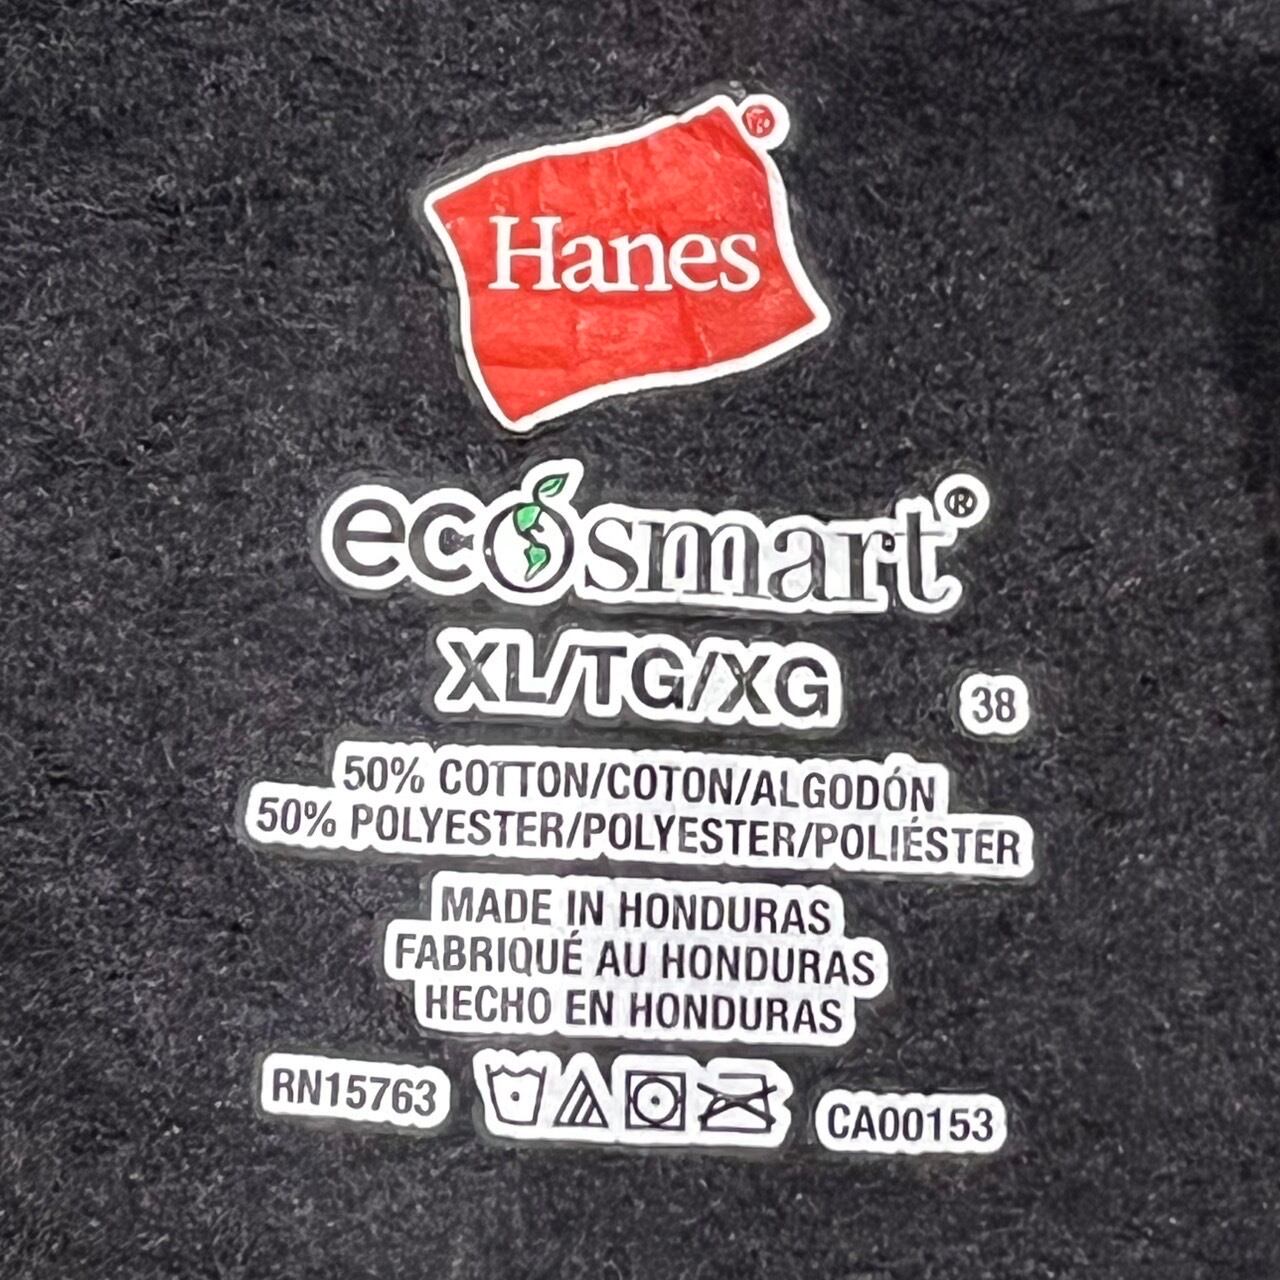 Hanes®
ecosmart®
XL/TG/XG
38
50% COTTON/COTON/ALGODÓN
50% POLYESTER/POLYESTER/POLIÉSTER
MADE IN HONDURAS
FABRIQUÉ AU HONDURAS
HECHO EN HONDURAS
RN15763
CA00153